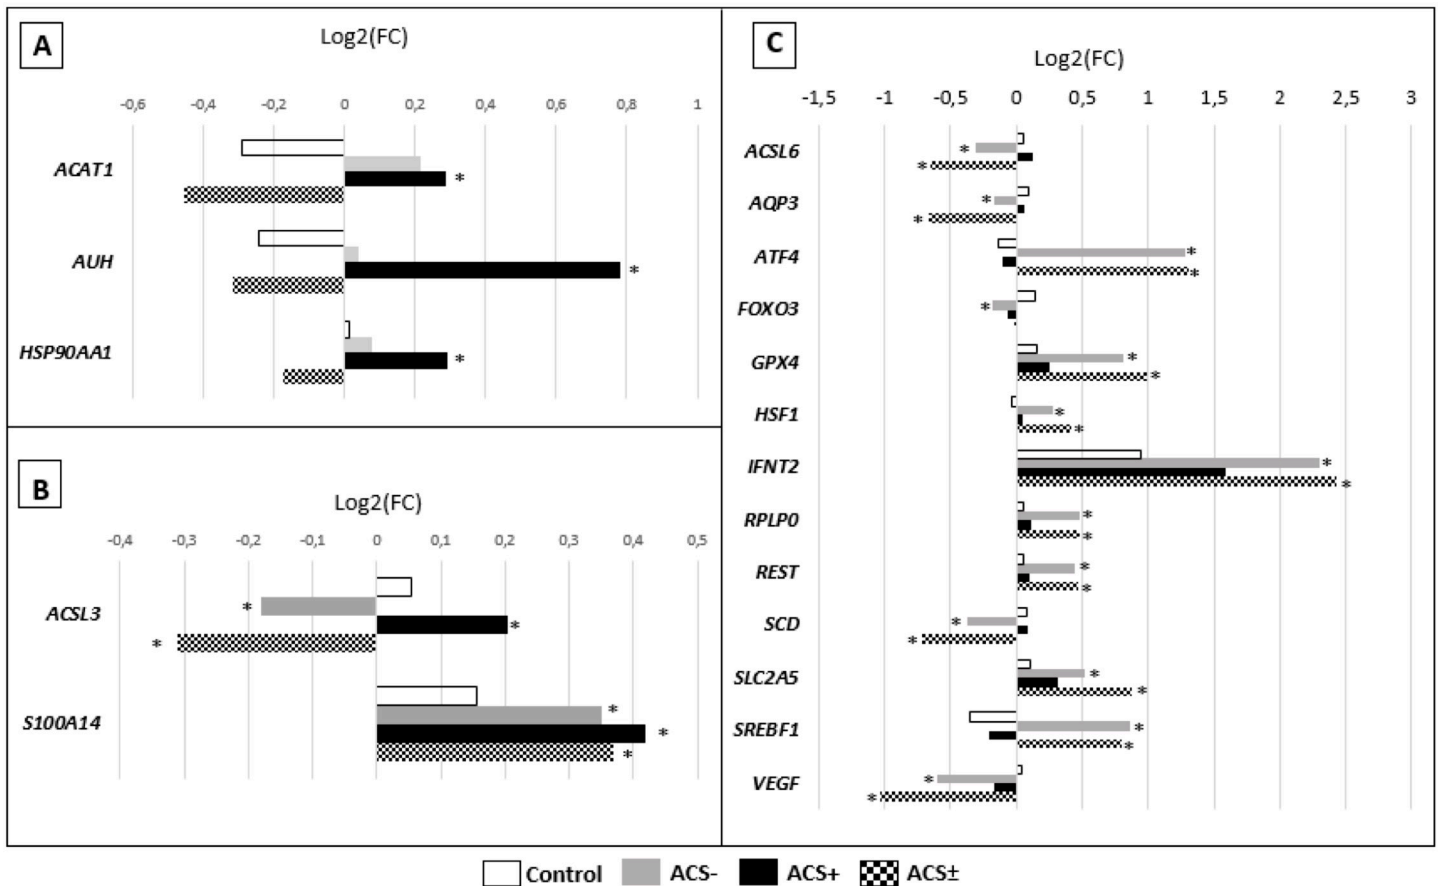 A
Log2(FC)
-0,6 -0,4 -0,2 0 0,2 0,4 0,6 0,8 1
ACAT1 *
AUH *
HSP90AA1 *
B
Log2(FC)
-0,4 -0,3 -0,2 -0,1 0 0,1 0,2 0,3 0,4 0,5
ACSL3 * * *
S100A14 * * *
C
Log2(FC)
-1,5 -1 -0,5 0 0,5 1 1,5 2 2,5 3
ACSL6 * *
AQP3 * *
ATF4 * *
FOXO3 *
GPX4 * *
HSF1 * *
IFNT2 * *
RPLP0 * *
REST * *
SCD * *
SLC2A5 * *
SREBF1 * *
VEGF * *
Control ACS- ACS+ ACS±